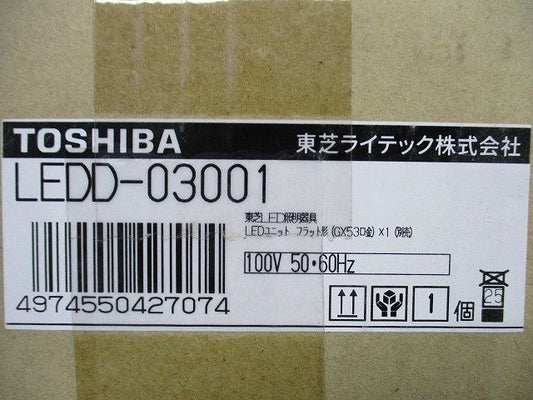 TOSHIBA 東芝ライテック株式会社
LEDD-03001
東芝LED照明器具
LEDユニット フラット形 (GX53口金) ×1 (別売)
100V 50・60Hz
4974550427074
1 個
25